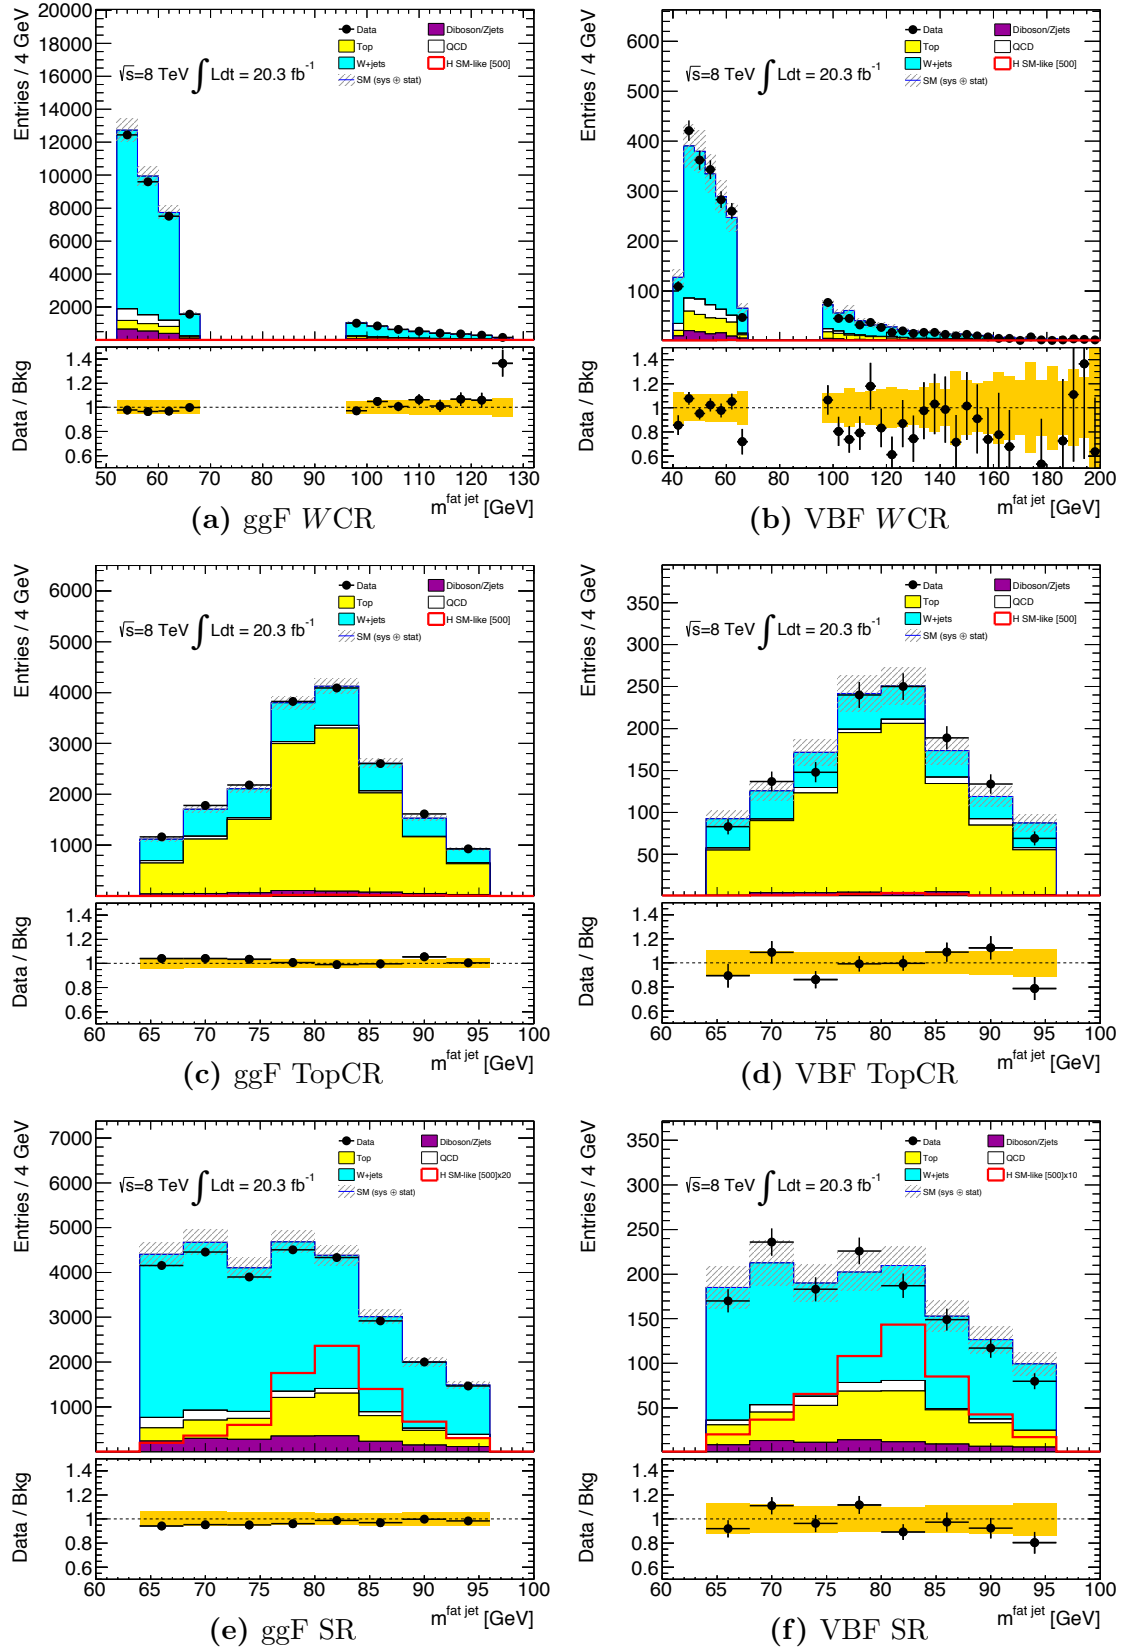 Entries / 4 GeV
20000
18000
16000
14000
12000
10000
8000
6000
4000
2000
Data
Top
W+jets
SM (sys ⊕ stat)
Diboson/Zjets
QCD
H SM-like [500]
√s=8 TeV ∫ Ldt = 20.3 fb⁻¹
Data / Bkg
1.4
1.2
1
0.8
0.6
50 60 70 80 90 100 110 120 130
m^fat jet [GeV]
(a) ggF WCR
Entries / 4 GeV
600
500
400
300
200
100
Data
Top
W+jets
SM (sys ⊕ stat)
Diboson/Zjets
QCD
H SM-like [500]
√s=8 TeV ∫ Ldt = 20.3 fb⁻¹
Data / Bkg
1.4
1.2
1
0.8
0.6
40 60 80 100 120 140 160 180 200
m^fat jet [GeV]
(b) VBF WCR
Entries / 4 GeV
6000
5000
4000
3000
2000
1000
Data
Top
W+jets
SM (sys ⊕ stat)
Diboson/Zjets
QCD
H SM-like [500]
√s=8 TeV ∫ Ldt = 20.3 fb⁻¹
Data / Bkg
1.4
1.2
1
0.8
0.6
60 65 70 75 80 85 90 95 100
m^fat jet [GeV]
(c) ggF TopCR
Entries / 4 GeV
350
300
250
200
150
100
50
Data
Top
W+jets
SM (sys ⊕ stat)
Diboson/Zjets
QCD
H SM-like [500]
√s=8 TeV ∫ Ldt = 20.3 fb⁻¹
Data / Bkg
1.4
1.2
1
0.8
0.6
60 65 70 75 80 85 90 95 100
m^fat jet [GeV]
(d) VBF TopCR
Entries / 4 GeV
7000
6000
5000
4000
3000
2000
1000
Data
Top
W+jets
SM (sys ⊕ stat)
Diboson/Zjets
QCD
H SM-like [500]x20
√s=8 TeV ∫ Ldt = 20.3 fb⁻¹
Data / Bkg
1.4
1.2
1
0.8
0.6
60 65 70 75 80 85 90 95 100
m^fat jet [GeV]
(e) ggF SR
Entries / 4 GeV
350
300
250
200
150
100
50
Data
Top
W+jets
SM (sys ⊕ stat)
Diboson/Zjets
QCD
H SM-like [500]x10
√s=8 TeV ∫ Ldt = 20.3 fb⁻¹
Data / Bkg
1.4
1.2
1
0.8
0.6
60 65 70 75 80 85 90 95 100
m^fat jet [GeV]
(f) VBF SR